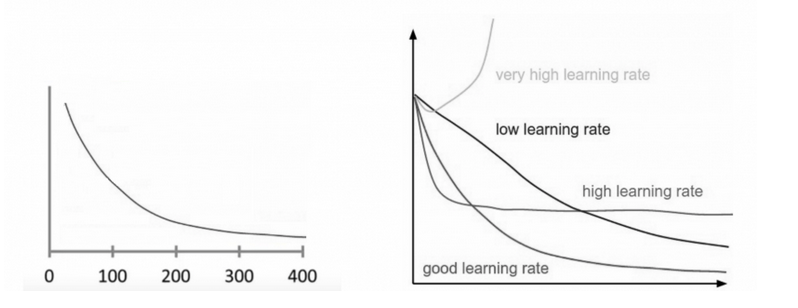 0 100 200 300 400
very high learning rate
low learning rate
high learning rate
good learning rate